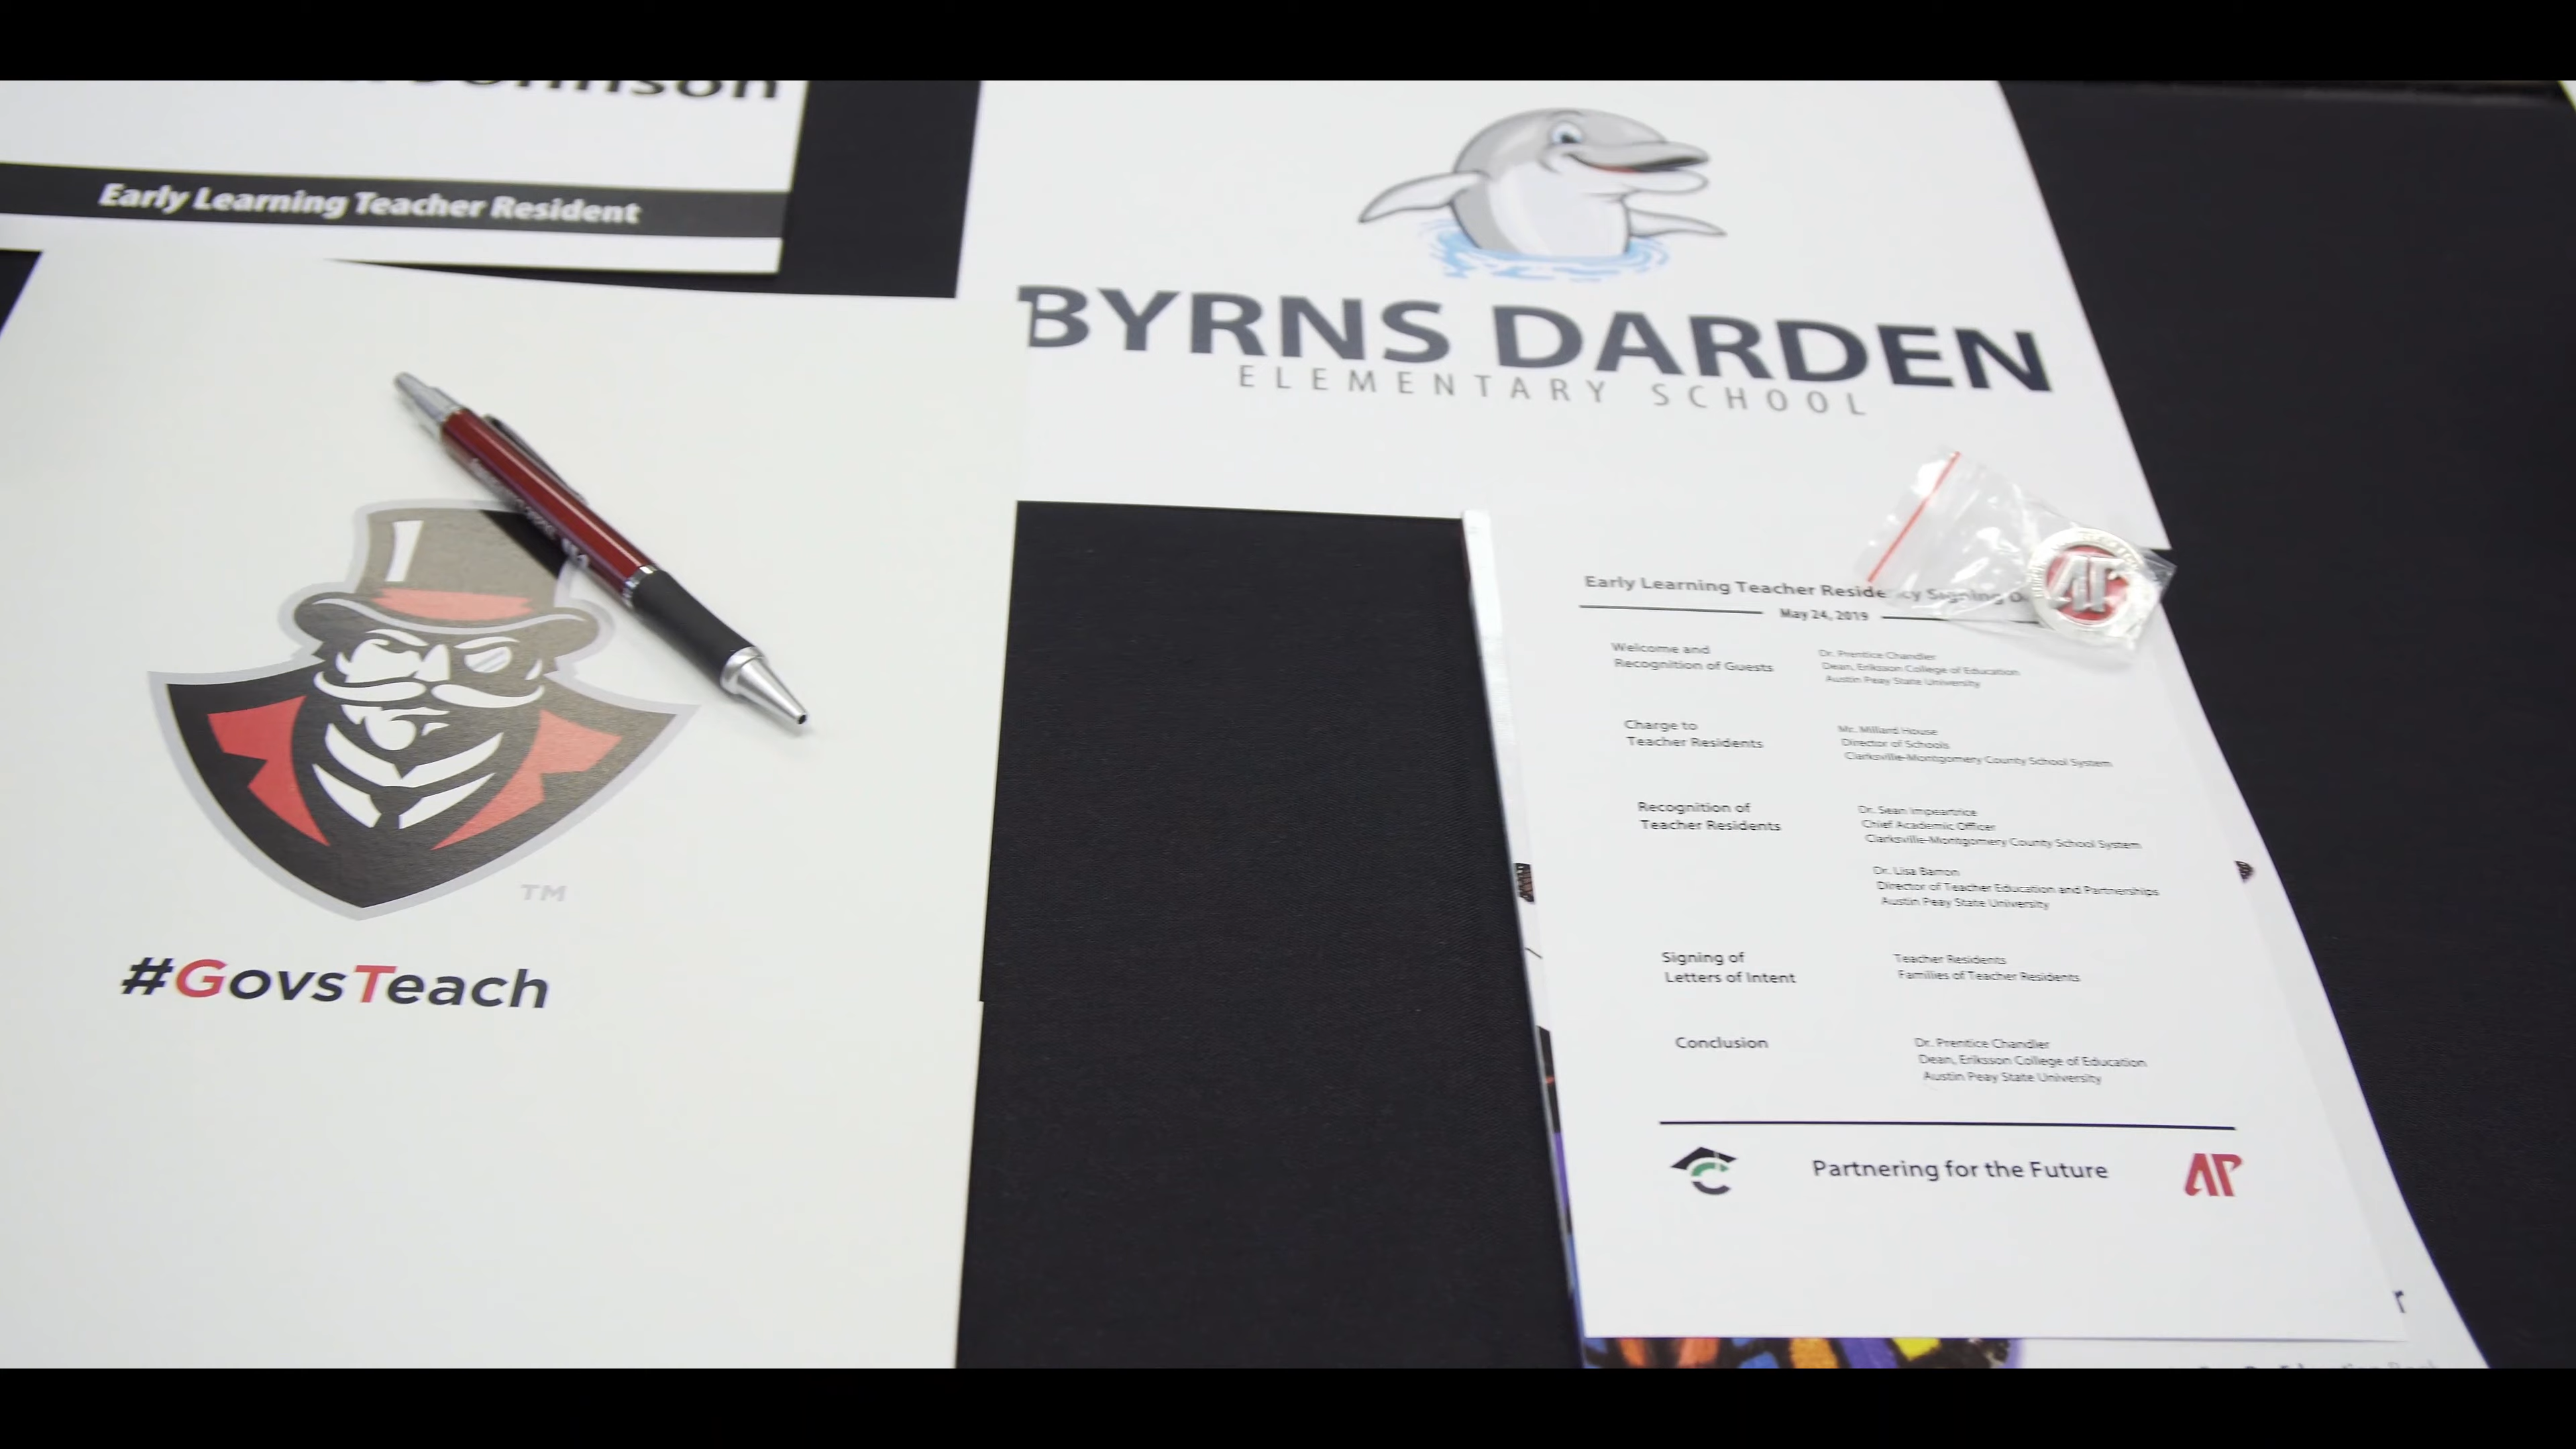 Early Learning Teacher Resident
BYRNS DARDEN
ELEMENTARY SCHOOL
TM
#GovsTeach
Early Learning Teacher Residency Signing
May 24, 2019
Welcome and
Recognition of Guests
Dr. Prentice Chandler
Dean, Eriksson College of Education
Austin Peay State University
Charge to
Teacher Residents
Mr. Millard House
Director of Schools
Clarksville-Montgomery County School System
Recognition of
Teacher Residents
Dr. Sean Impeartrice
Chief Academic Officer
Clarksville-Montgomery County School System
Dr. Lisa Barron
Director of Teacher Education and Partnerships
Austin Peay State University
Signing of
Letters of Intent
Teacher Residents
Families of Teacher Residents
Conclusion
Dr. Prentice Chandler
Dean, Eriksson College of Education
Austin Peay State University
Partnering for the Future
AP